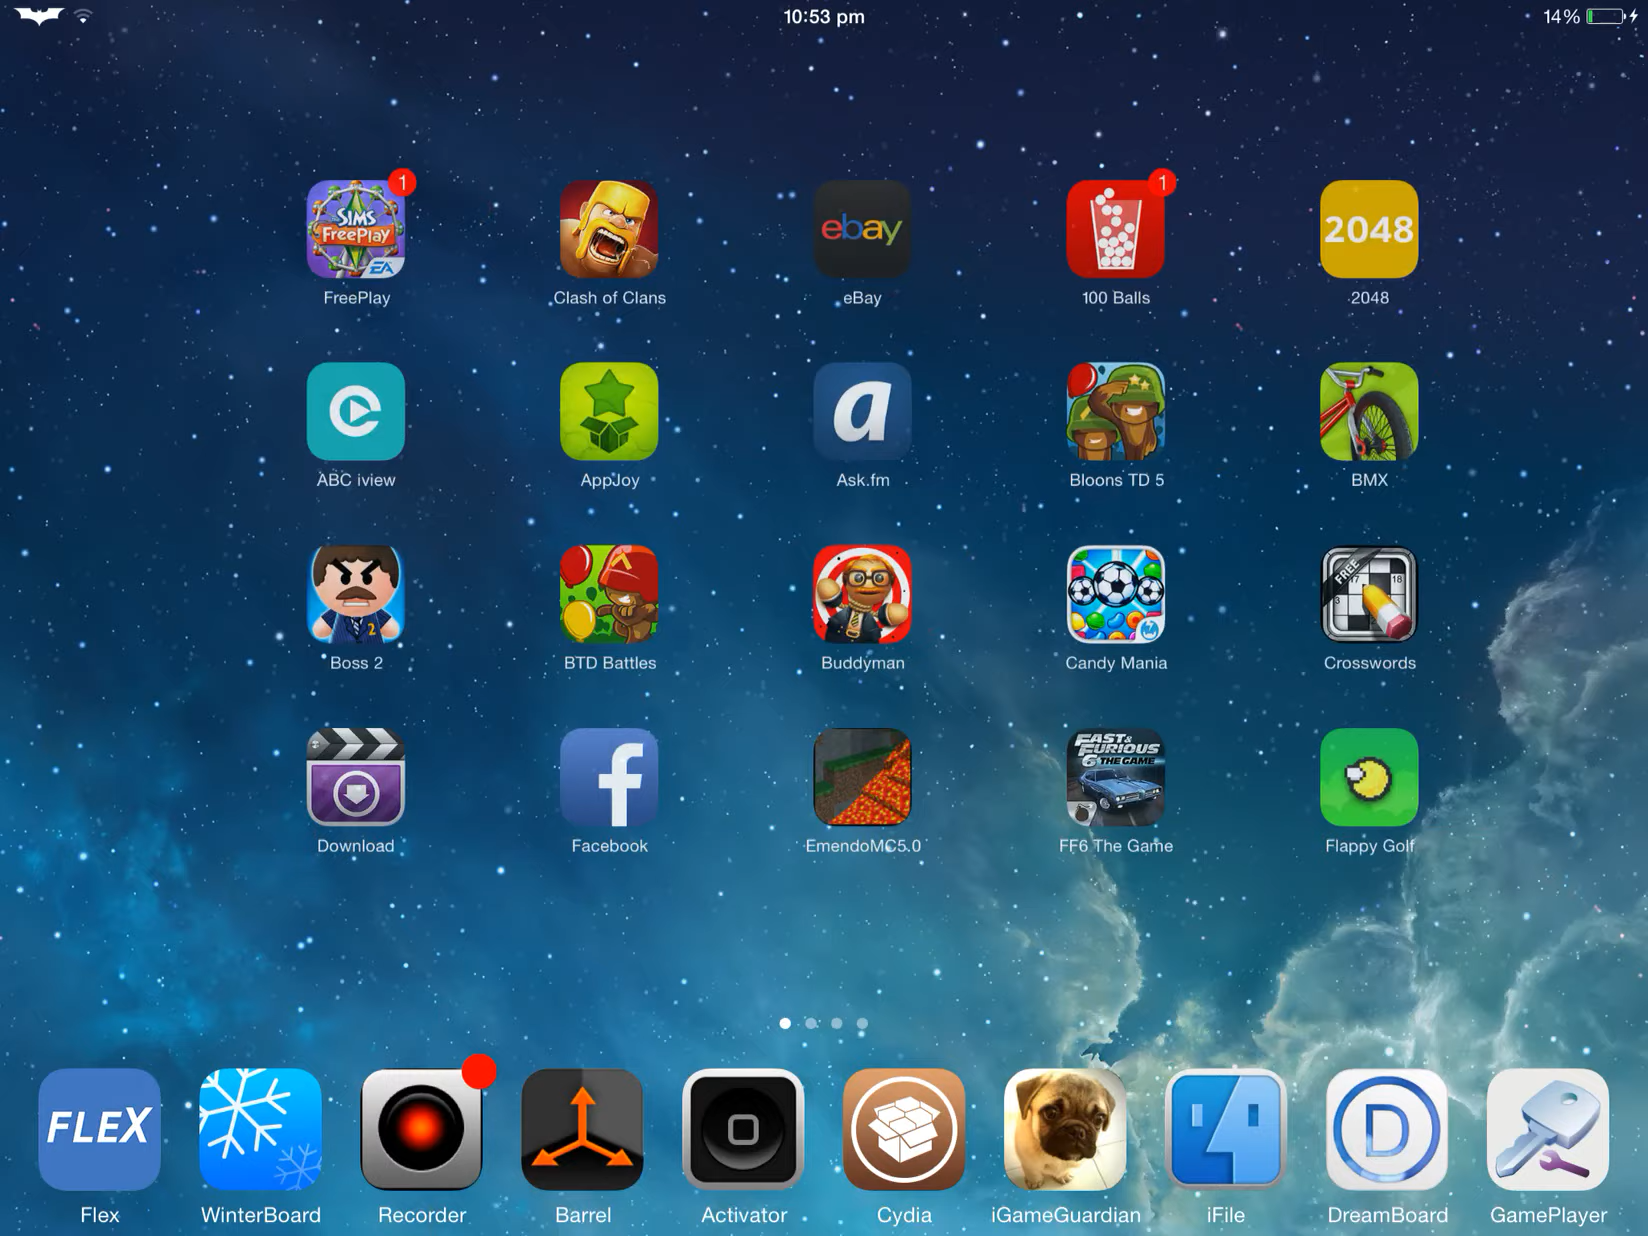 10:53 pm
14%
1
1
SIMS
FreePlay
EA
ebay
2048
FreePlay
Clash of Clans
eBay
100 Balls
2048
a
ABC iview
AppJoy
Ask.fm
Bloons TD 5
BMX
2
FREE
17
18
3
Boss 2
BTD Battles
Buddyman
Candy Mania
Crosswords
f
FAST &
FURIOUS
6 THE GAME
Download
Facebook
EmendoMC5.0
FF6 The Game
Flappy Golf
FLEX
D
Flex
WinterBoard
Recorder
Barrel
Activator
Cydia
iGameGuardian
iFile
DreamBoard
GamePlayer